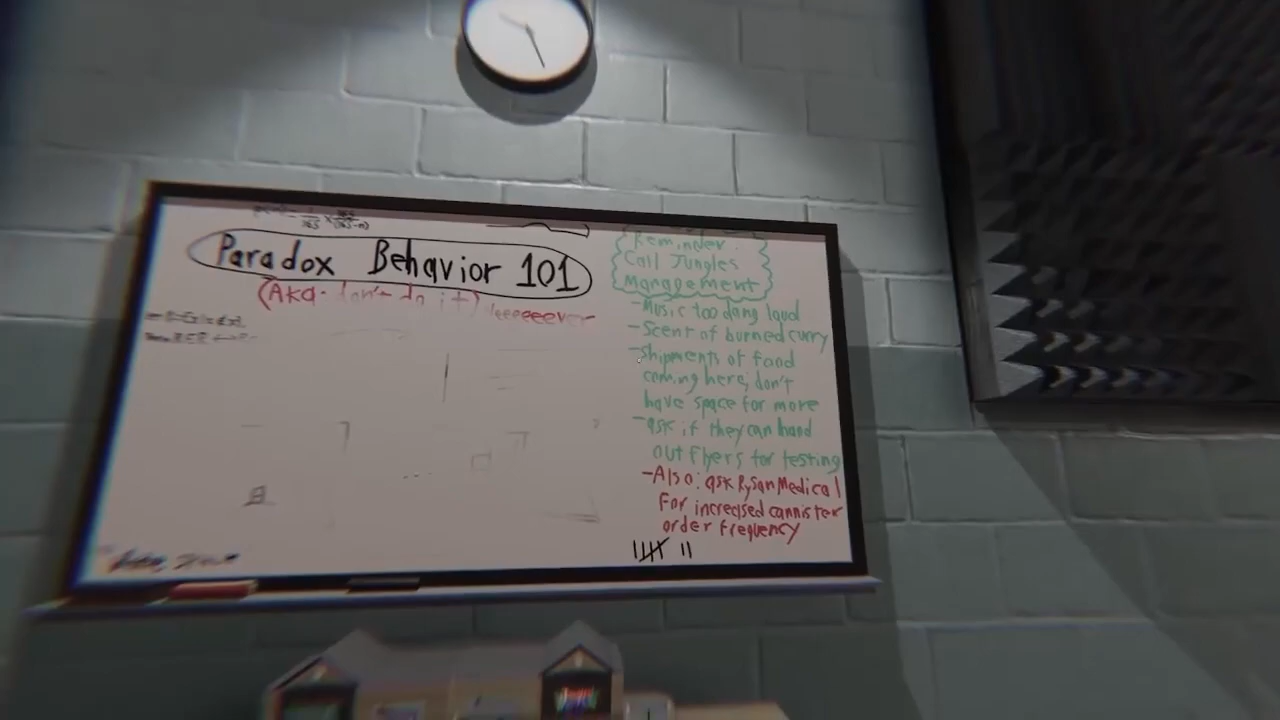 Paradox Behavior 101
(AKA- don't do it)
Reminder:
Call Jungles
Management
-Music too dang loud
-Scent of burned curry
-Shipments of food
coming here; don't
have space for more
-ask if they can hand
out flyers for testing
-Also: ask Rysan Medical
For increased cannister
order frequency